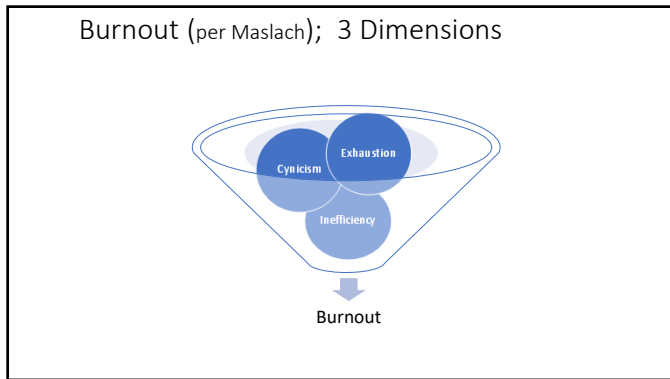 Burnout (per Maslach); 3 Dimensions
Exhaustion
Cynicism
Inefficiency
Burnout